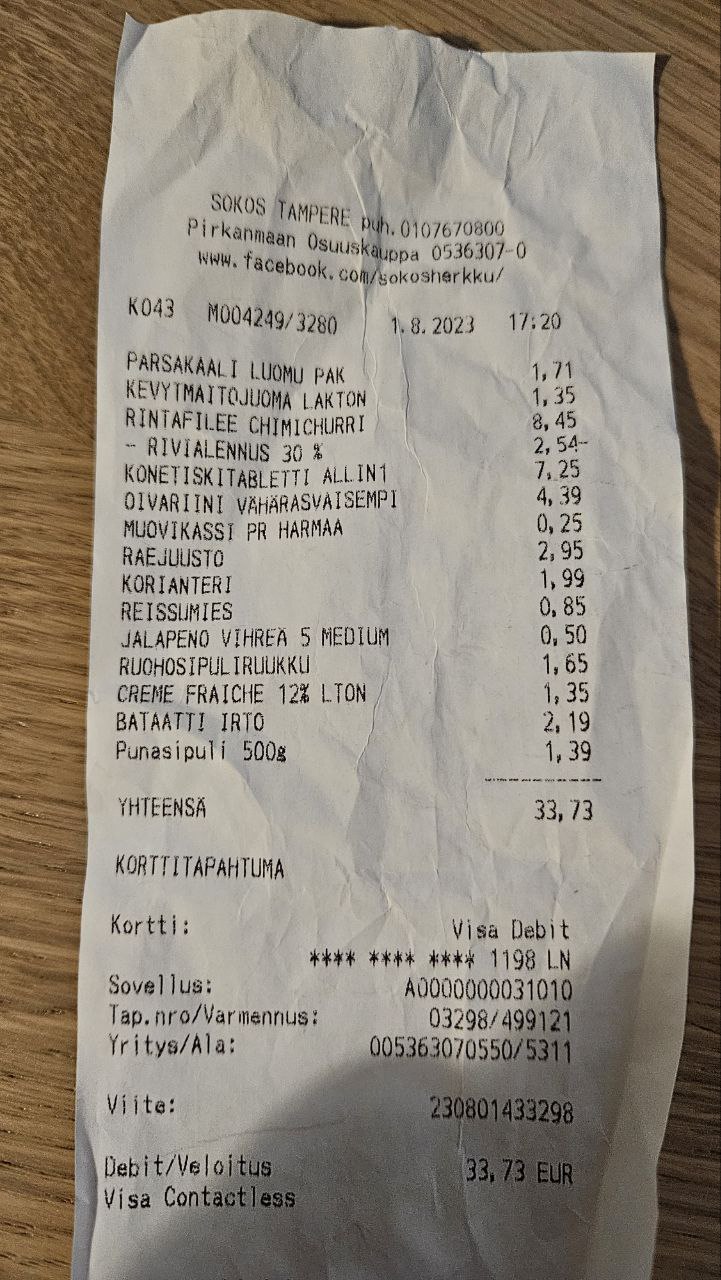 SOKOS TAMPERE puh.0107670800
Pirkanmaan Osuuskauppa 0536307-0
www.facebook.com/sokosherkku/
K043 M004249/3280 1.8.2023 17:20
PARSAKAALI LUOMU PAK 1,71
KEVYTMAITOJUOMA LAKTON 1,35
RINTAFILEE CHIMICHURRI 8,45
- RIVIALENNUS 30 % 2,54-
KONETISKITABLETTI ALLIN1 7,25
OIVARIINI VÄHÄRASVAISEMPI 4,39
MUOVIKASSI PR HARMAA 0,25
RAEJUUSTO 2,95
KORIANTERI 1,99
REISSUMIES 0,85
JALAPENO VIHREÄ 5 MEDIUM 0,50
RUOHOSIPULIRUUKKU 1,65
CREME FRAICHE 12% LTON 1,35
BATAATTI IRTO 2,19
Punasipuli 500g 1,39
YHTEENSÄ 33,73
KORTTITAPAHTUMA
Kortti: Visa Debit
**** **** **** 1198 LN
Sovellus: A0000000031010
Tap.nro/Varmennus: 03298/499121
Yritys/Ala: 005363070550/5311
Viite: 230801433298
Debit/Veloitus 33,73 EUR
Visa Contactless